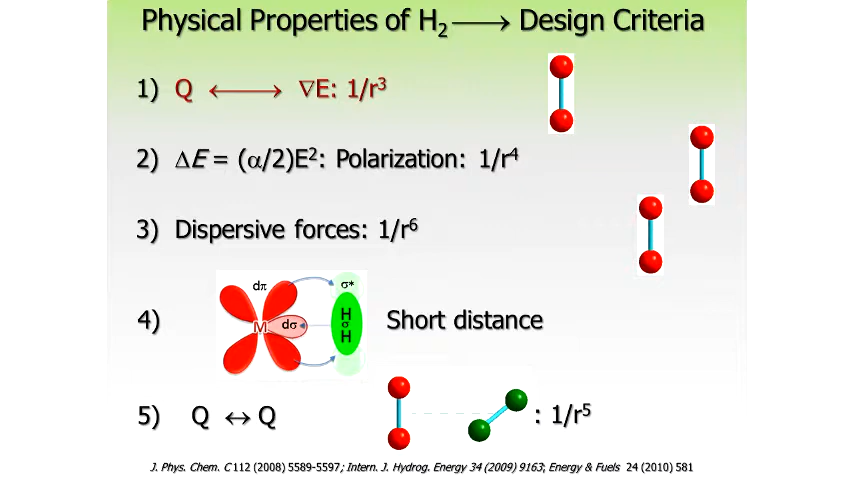 Physical Properties of H₂ ⟶ Design Criteria
1) Q ⟷ ∇E: 1/r³
2) ΔE = (α/2)E²: Polarization: 1/r⁴
3) Dispersive forces: 1/r⁶
dπ σ*
4) M dσ H σ H Short distance
5) Q ↔ Q : 1/r⁵
J. Phys. Chem. C 112 (2008) 5589-5597; Intern. J. Hydrog. Energy 34 (2009) 9163; Energy & Fuels 24 (2010) 581